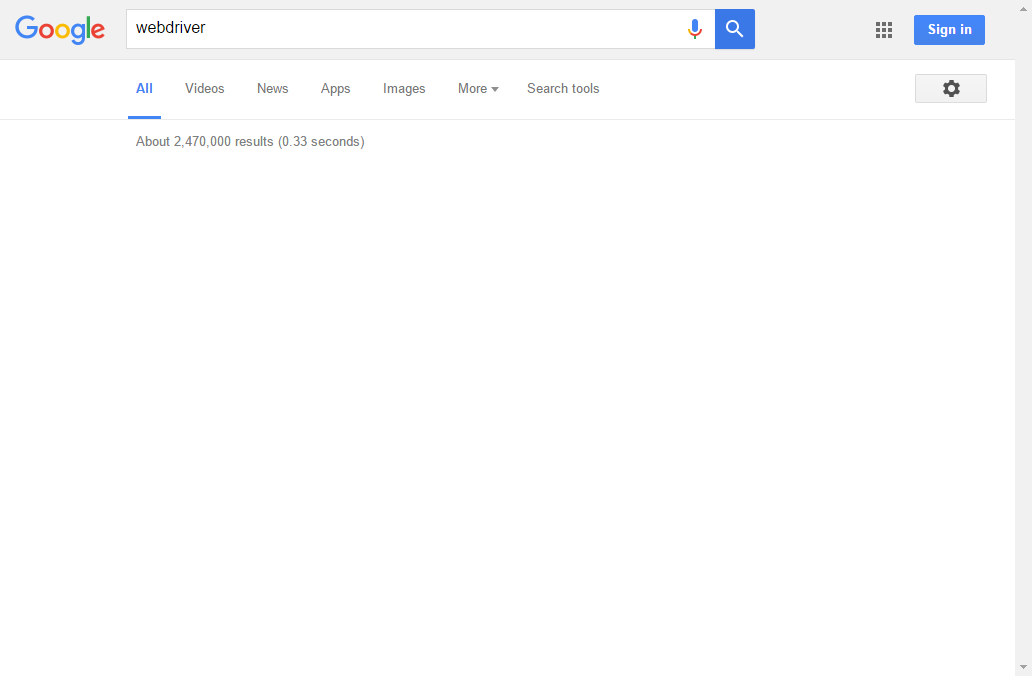 Google webdriver Sign in
All Videos News Apps Images More Search tools
About 2,470,000 results (0.33 seconds)